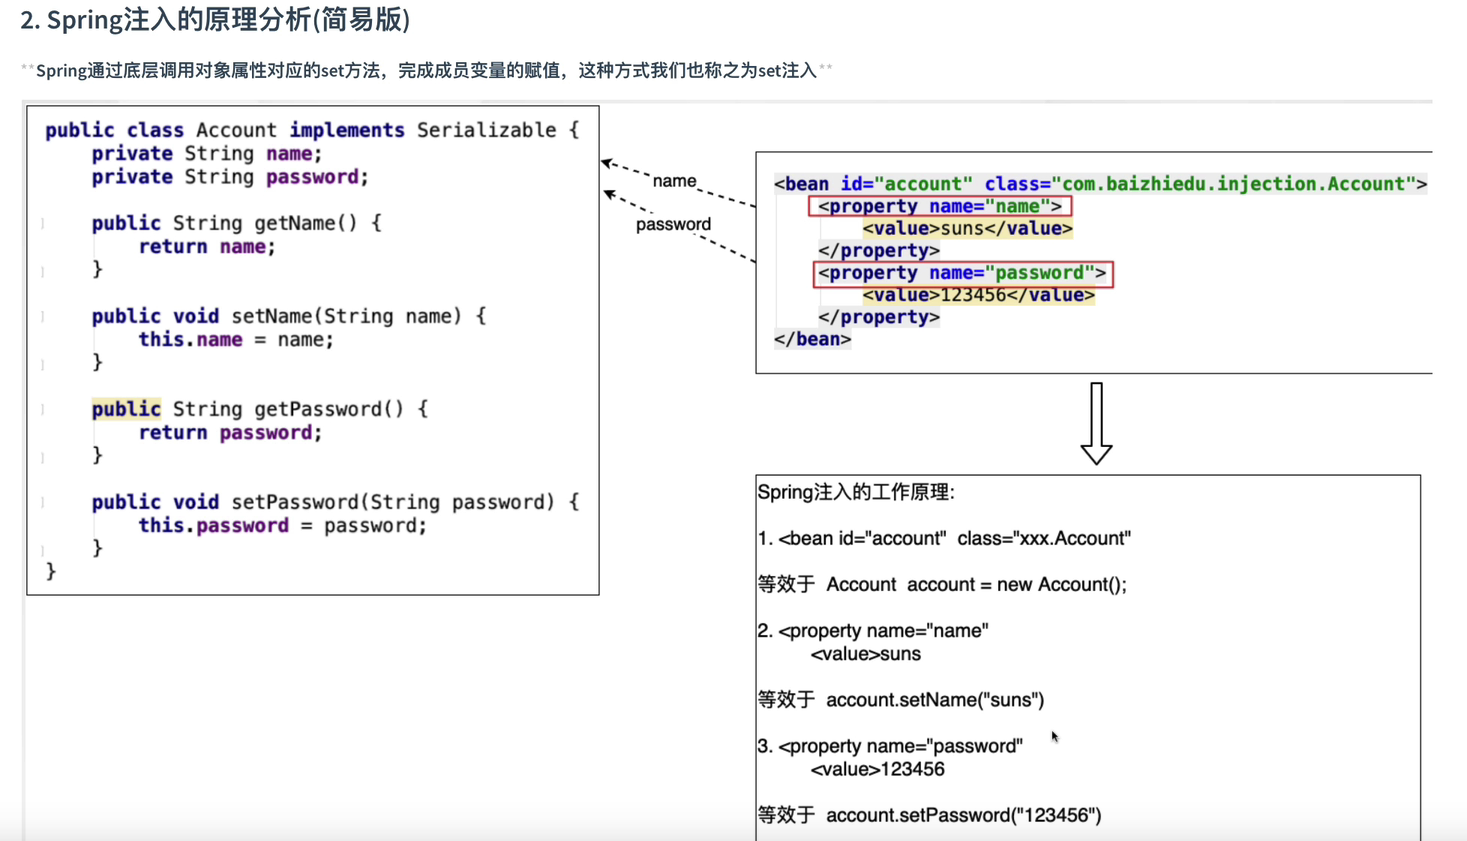 2. Spring注入的原理分析(简易版)
**Spring通过底层调用对象属性对应的set方法，完成成员变量的赋值，这种方式我们也称之为set注入**
public class Account implements Serializable {
private String name;
private String password;
public String getName() {
return name;
}
public void setName(String name) {
this.name = name;
}
public String getPassword() {
return password;
}
public void setPassword(String password) {
this.password = password;
}
}
name
password
<bean id="account" class="com.baizhiedu.injection.Account">
<property name="name">
<value>suns</value>
</property>
<property name="password">
<value>123456</value>
</property>
</bean>
Spring注入的工作原理:
1. <bean id="account" class="xxx.Account"
等效于 Account account = new Account();
2. <property name="name"
<value>suns
等效于 account.setName("suns")
3. <property name="password"
<value>123456
等效于 account.setPassword("123456")